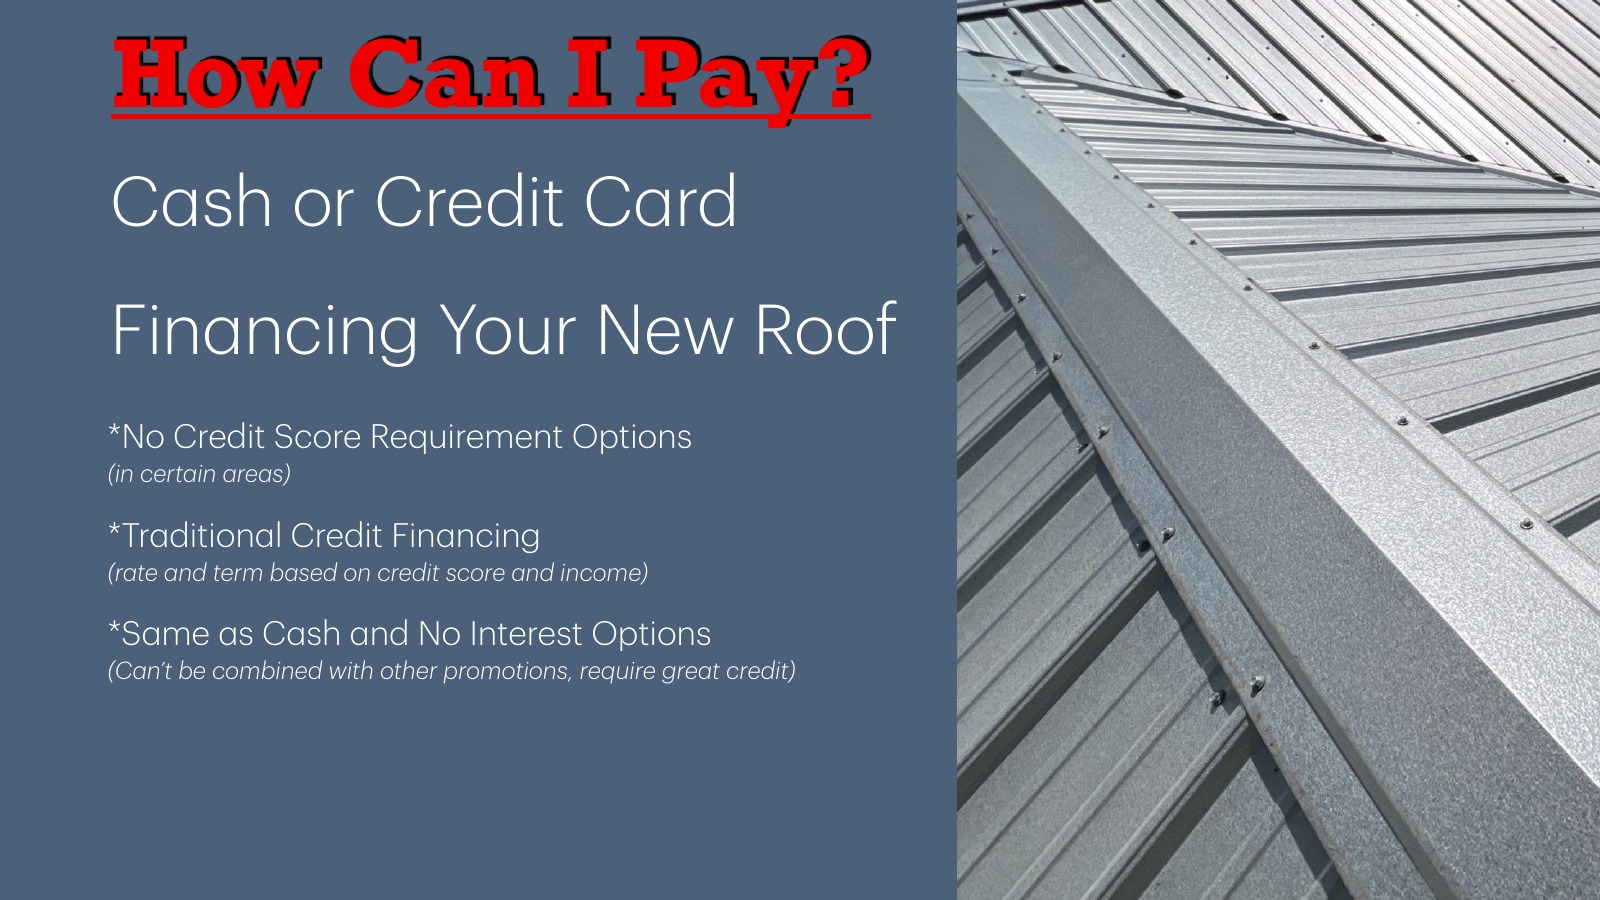 How Can I Pay?
Cash or Credit Card
Financing Your New Roof
*No Credit Score Requirement Options
(in certain areas)
*Traditional Credit Financing
(rate and term based on credit score and income)
*Same as Cash and No Interest Options
(Can't be combined with other promotions, require great credit)